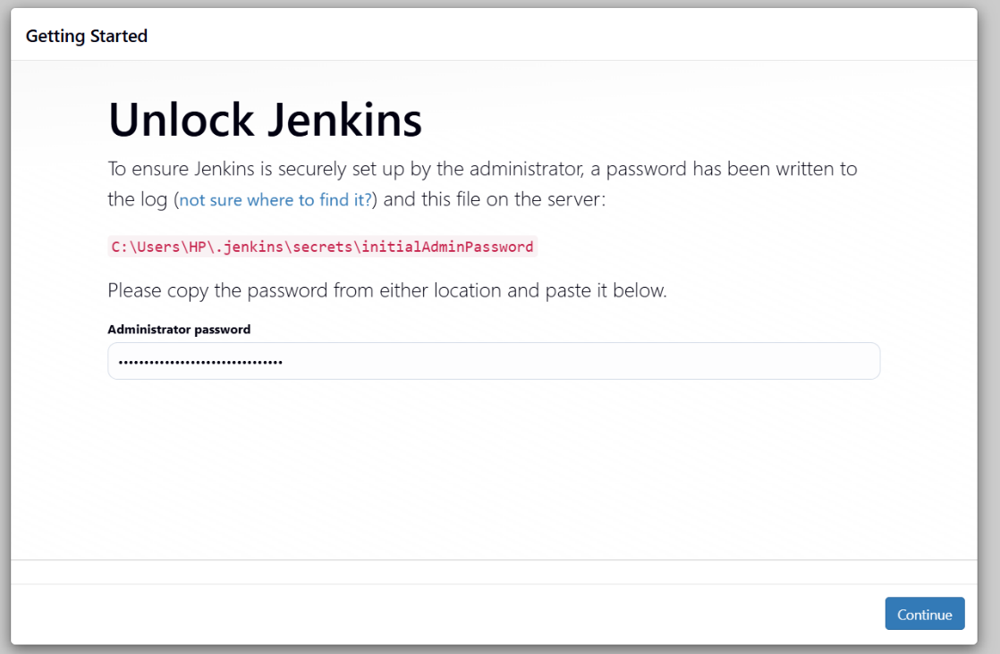 Getting Started
Unlock Jenkins
To ensure Jenkins is securely set up by the administrator, a password has been written to
the log (not sure where to find it?) and this file on the server:
C:\Users\HP\.jenkins\secrets\initialAdminPassword
Please copy the password from either location and paste it below.
Administrator password
••••••••••••••••••••••••••••••••
Continue